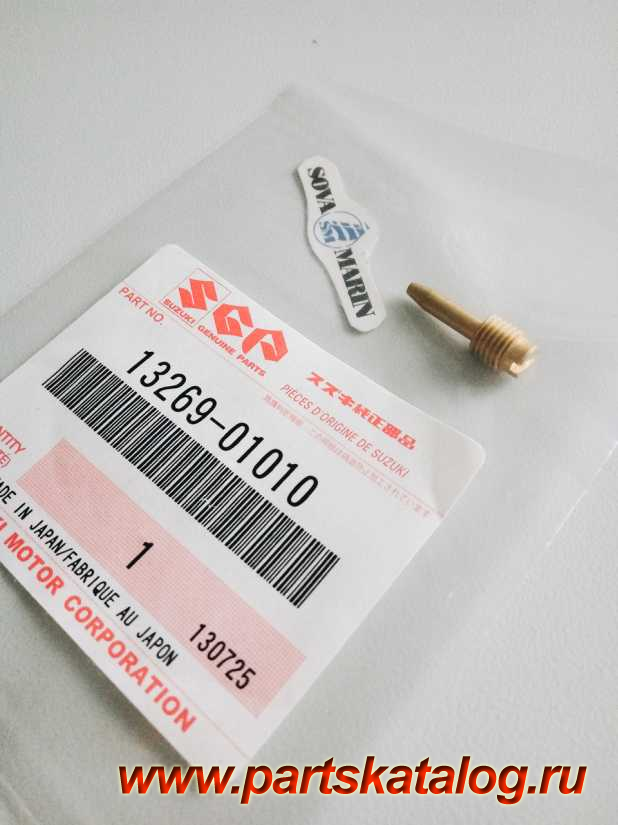 SOVA
MARIN
SGP
SUZUKI GENUINE PARTS
PART NO.
スズキ純正部品
PIÈCES D'ORIGINE DE SUZUKI
13269-01010
1
ADE IN JAPAN/FABRIQUE AU JAPON
130725
KI MOTOR CORPORATION
www.partskatalog.ru